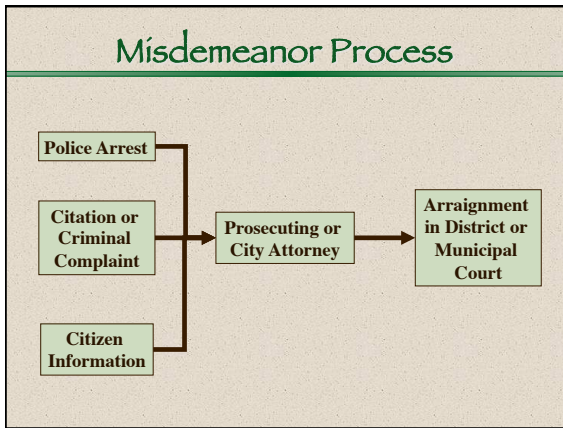 Misdemeanor Process
Police Arrest
Citation or
Criminal
Complaint
Citizen
Information
Prosecuting or
City Attorney
Arraignment
in District or
Municipal
Court